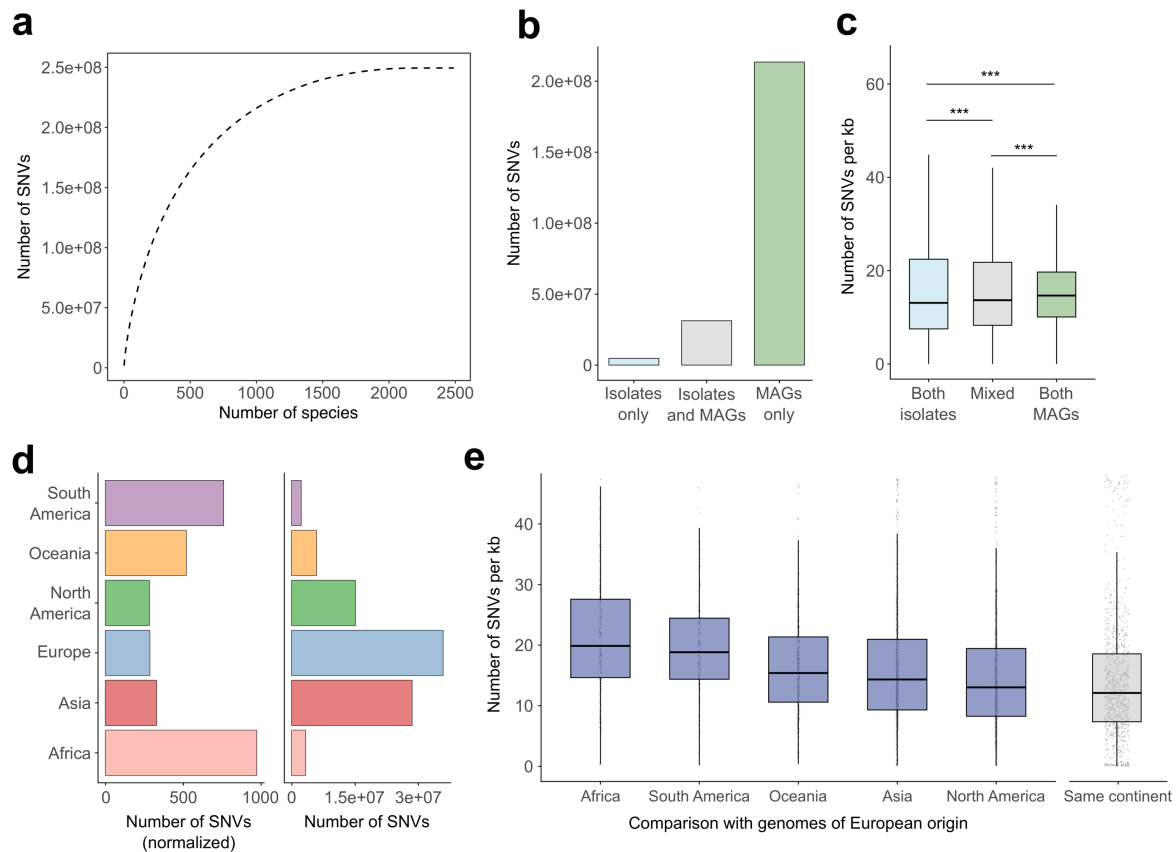 a
2.5e+08
2.0e+08
1.5e+08
1.0e+08
5.0e+07
0
Number of SNVs
0 500 1000 1500 2000 2500
Number of species
b
2.0e+08
1.5e+08
1.0e+08
5.0e+07
0
Number of SNVs
Isolates only
Isolates and MAGs
MAGs only
c
60
40
20
0
Number of SNVs per kb
***
***
***
Both isolates
Mixed
Both MAGs
d
South America
Oceania
North America
Europe
Asia
Africa
0 500 1000
Number of SNVs
(normalized)
0 1.5e+07 3e+07
Number of SNVs
e
40
30
20
10
0
Number of SNVs per kb
Africa South America Oceania Asia North America Same continent
Comparison with genomes of European origin